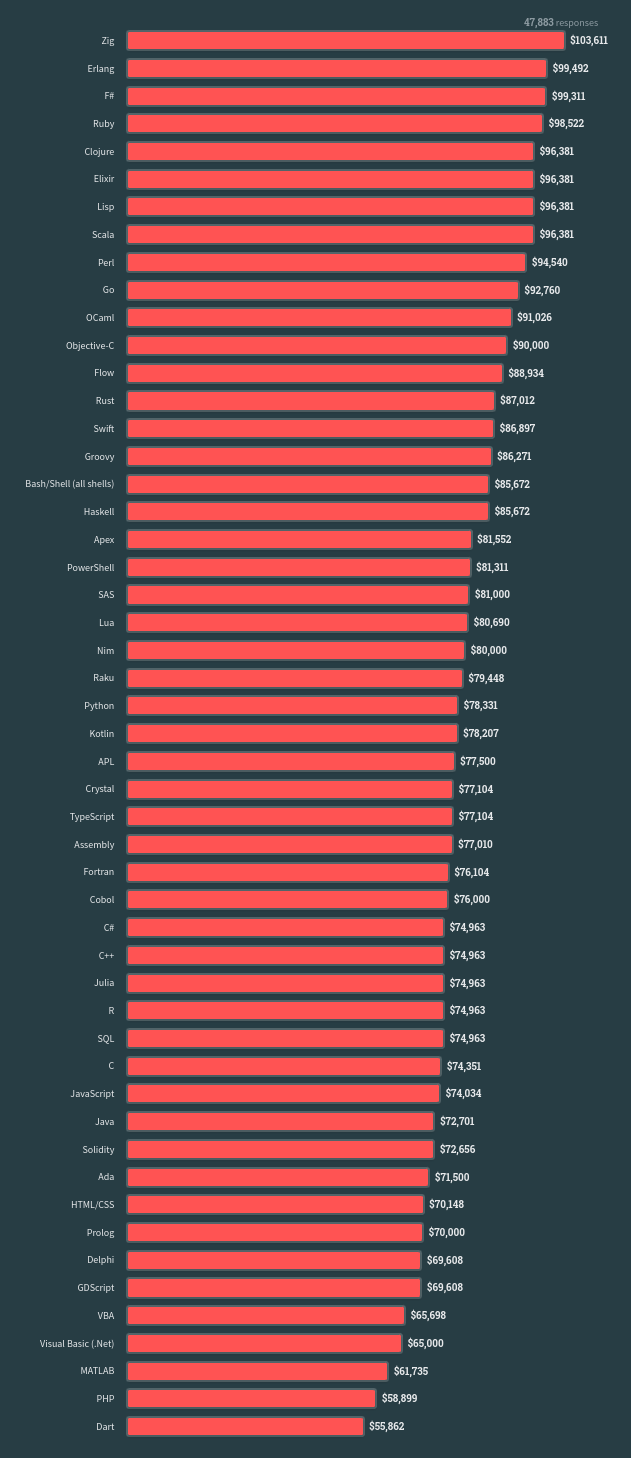 47,883 responses
Zig $103,611
Erlang $99,492
F# $99,311
Ruby $98,522
Clojure $96,381
Elixir $96,381
Lisp $96,381
Scala $96,381
Perl $94,540
Go $92,760
OCaml $91,026
Objective-C $90,000
Flow $88,934
Rust $87,012
Swift $86,897
Groovy $86,271
Bash/Shell (all shells) $85,672
Haskell $85,672
Apex $81,552
PowerShell $81,311
SAS $81,000
Lua $80,690
Nim $80,000
Raku $79,448
Python $78,331
Kotlin $78,207
APL $77,500
Crystal $77,104
TypeScript $77,104
Assembly $77,010
Fortran $76,104
Cobol $76,000
C# $74,963
C++ $74,963
Julia $74,963
R $74,963
SQL $74,963
C $74,351
JavaScript $74,034
Java $72,701
Solidity $72,656
Ada $71,500
HTML/CSS $70,148
Prolog $70,000
Delphi $69,608
GDScript $69,608
VBA $65,698
Visual Basic (.Net) $65,000
MATLAB $61,735
PHP $58,899
Dart $55,862